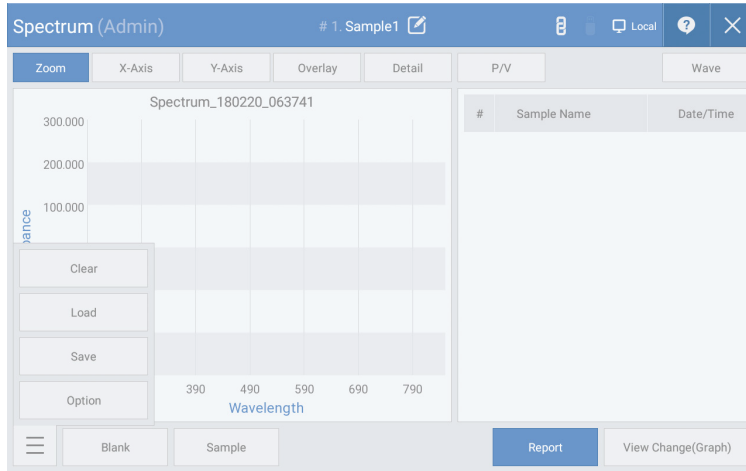 Spectrum (Admin)
# 1. Sample1
Local
?
Zoom
X-Axis
Y-Axis
Overlay
Detail
P/V
Wave
Spectrum_180220_063741
300.000
200.000
100.000
# Sample Name Date/Time
Clear
Load
Save
Option
390 490 590 690 790
Wavelength
Blank
Sample
Report
View Change(Graph)